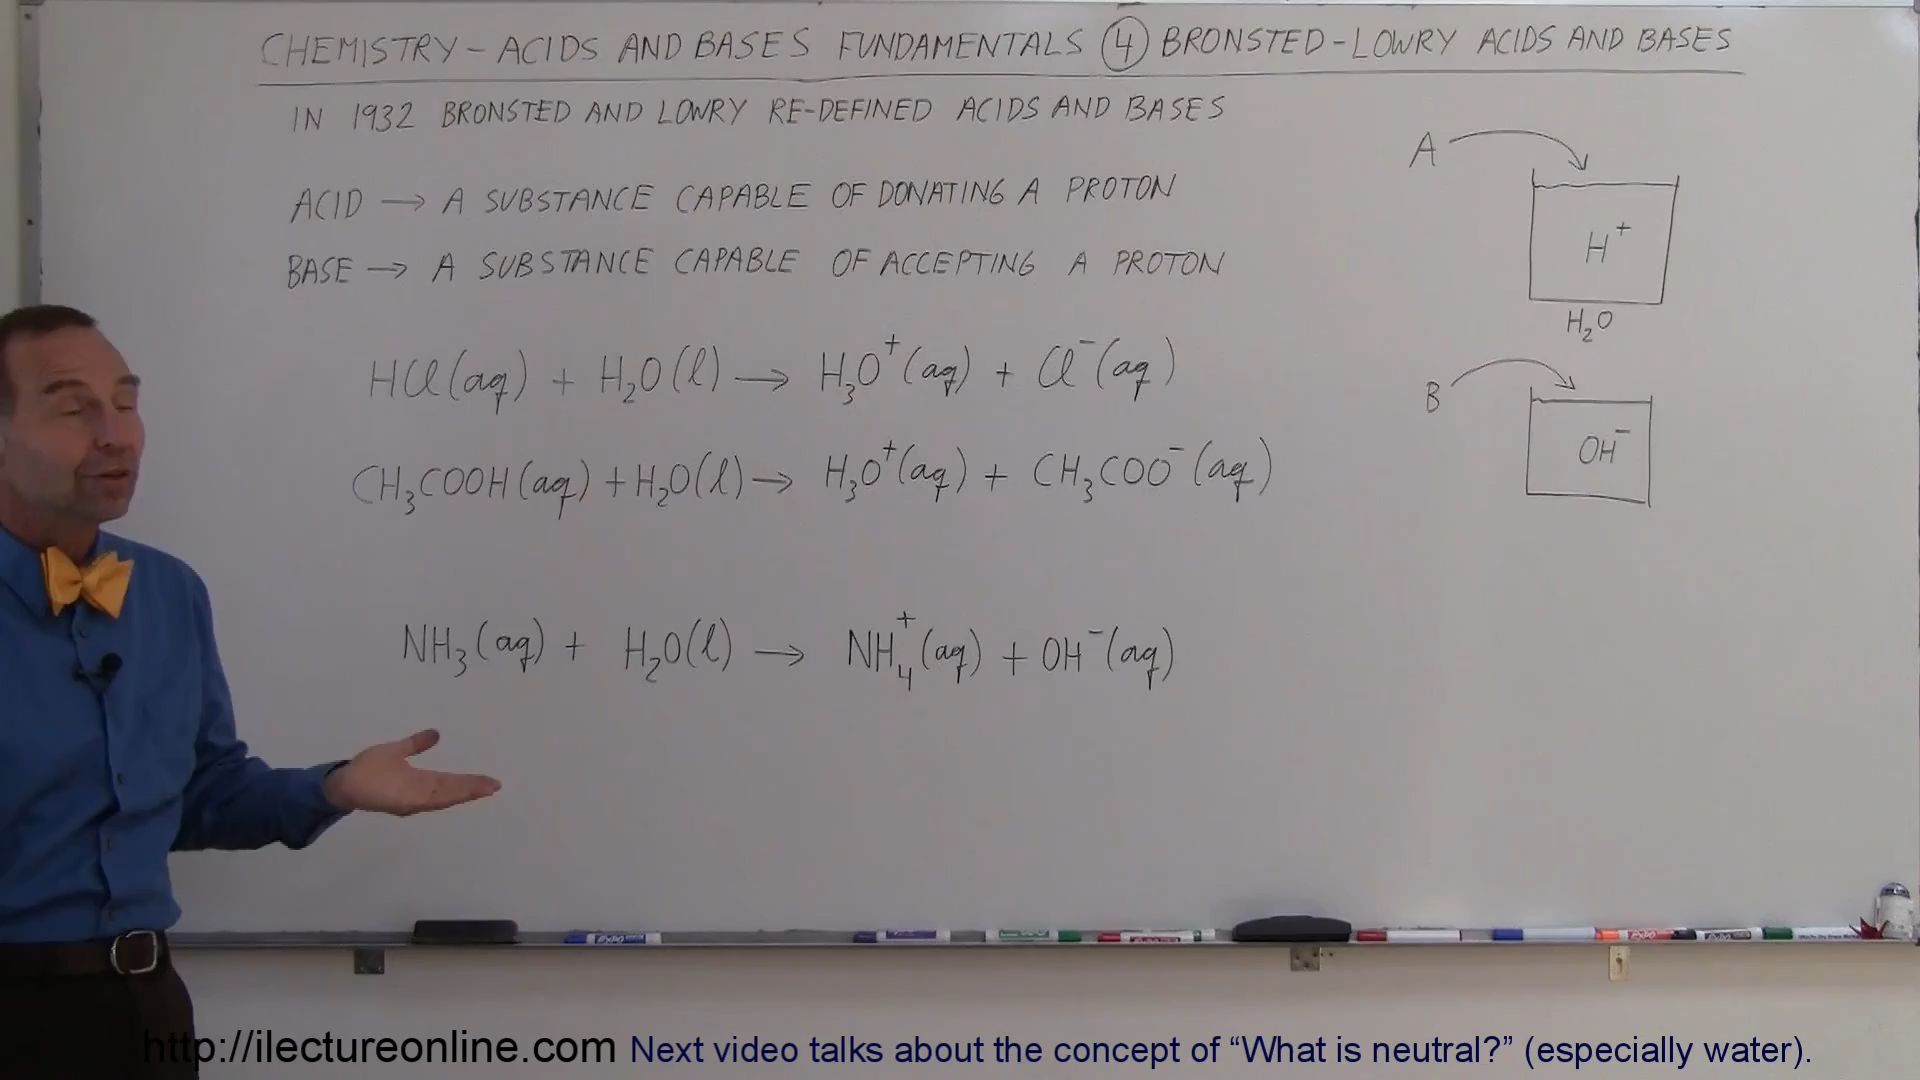 CHEMISTRY - ACIDS AND BASES FUNDAMENTALS ④ BRONSTED - LOWRY ACIDS AND BASES
IN 1932 BRONSTED AND LOWRY RE-DEFINED ACIDS AND BASES
ACID → A SUBSTANCE CAPABLE OF DONATING A PROTON
BASE → A SUBSTANCE CAPABLE OF ACCEPTING A PROTON
HCl(aq) + H₂O(l) → H₃O⁺(aq) + Cl⁻(aq)
CH₃COOH(aq) + H₂O(l) → H₃O⁺(aq) + CH₃COO⁻(aq)
NH₃(aq) + H₂O(l) → NH₄⁺(aq) + OH⁻(aq)
A
H⁺
H₂O
B
OH⁻
EXPO
http://ilectureonline.com Next video talks about the concept of “What is neutral?” (especially water).